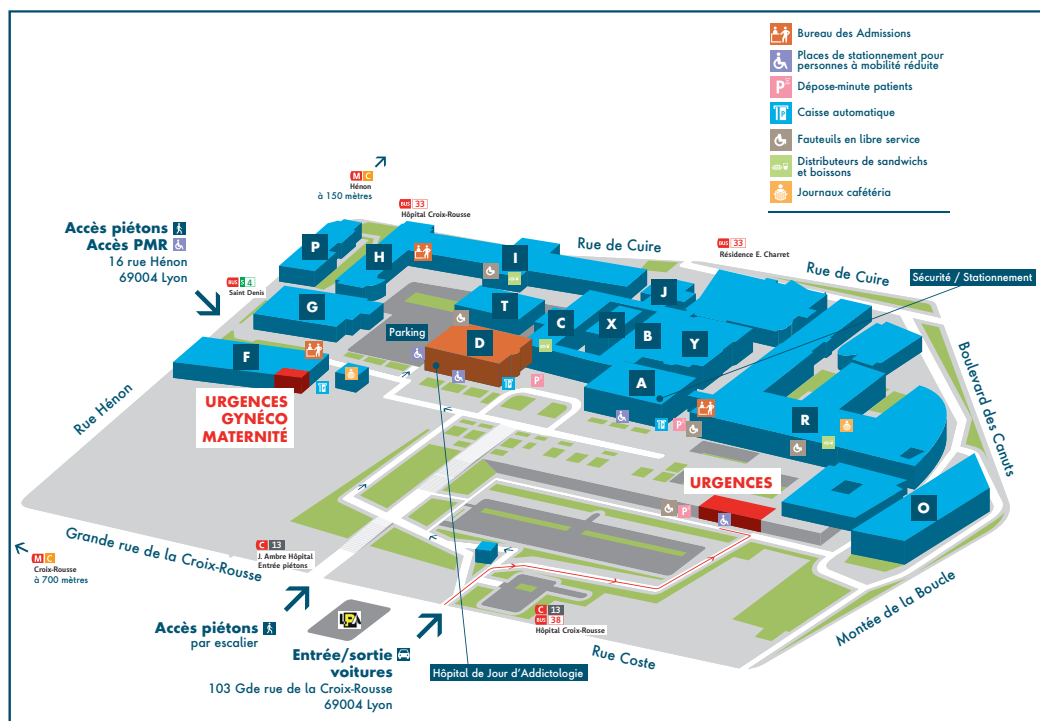 Bureau des Admissions
Places de stationnement pour
personnes à mobilité réduite
P
Dépose-minute patients
P
Caisse automatique
Fauteuils en libre service
Distributeurs de sandwichs
et boissons
Journaux cafétéria
M C
Hénon
à 150 mètres
BUS 33
Hôpital Croix-Rousse
Accès piétons
Accès PMR
16 rue Hénon
69004 Lyon
BUS S 4
Saint Denis
Rue de Cuire
BUS 33
Résidence E. Charret
Rue de Cuire
Sécurité / Stationnement
P
H
I
G
T
J
C
X
B
Y
Parking
D
F
A
R
O
P
P
P
URGENCES
GYNÉCO
MATERNITÉ
URGENCES
Rue Hénon
Boulevard des Canuts
Grande rue de la Croix-Rousse
M C
Croix-Rousse
à 700 mètres
C 13
J. Ambre Hôpital
Entrée piétons
Accès piétons
par escalier
LPA
Entrée/sortie
voitures
103 Gde rue de la Croix-Rousse
69004 Lyon
Hôpital de Jour d'Addictologie
C 13
BUS 38
Hôpital Croix-Rousse
Rue Coste
Montée de la Boucle